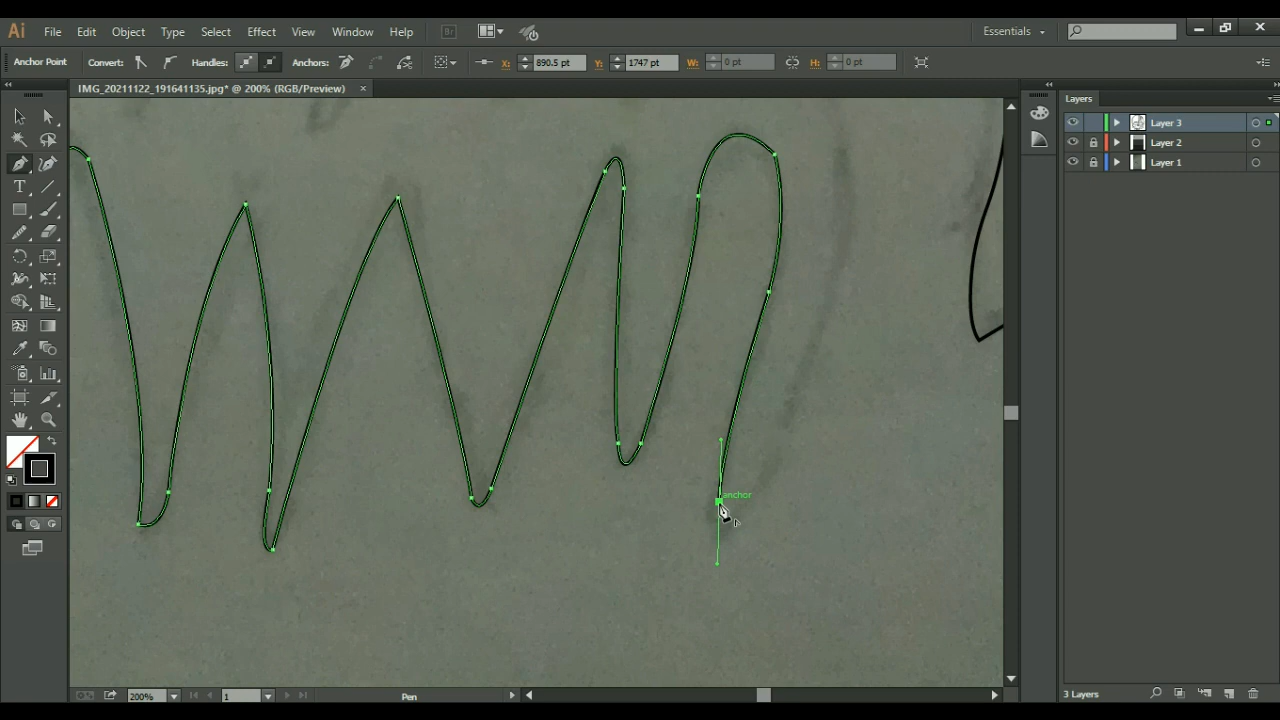 Ai File Edit Object Type Select Effect View Window Help Br Essentials
Anchor Point Convert: Handles: Anchors: X: 890.5 pt Y: 1747 pt W: 0 pt H: 0 pt
IMG_20211122_191641135.jpg* @ 200% (RGB/Preview) ×
Layers
Layer 3
Layer 2
Layer 1
anchor
200% 1 Pen
3 Layers